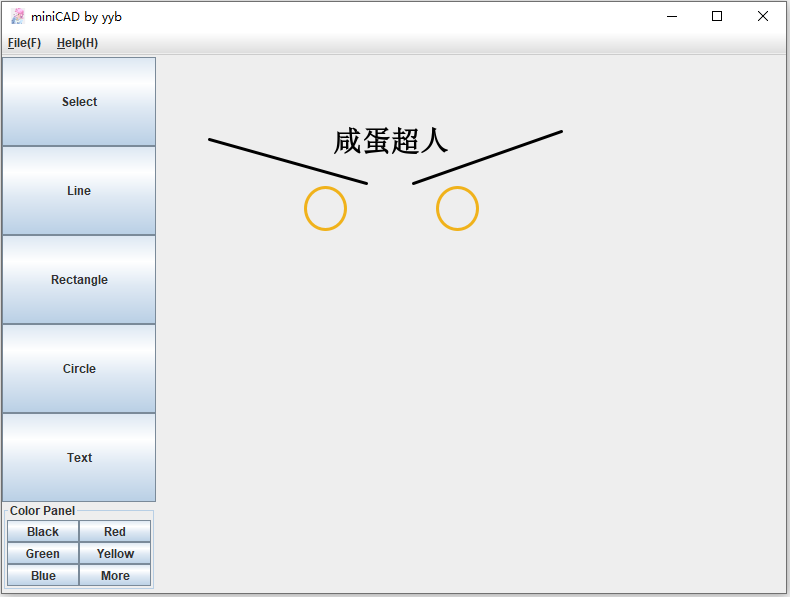 miniCAD by yyb
File(F) Help(H)
Select
Line
Rectangle
Circle
Text
Color Panel
Black Red
Green Yellow
Blue More
咸蛋超人